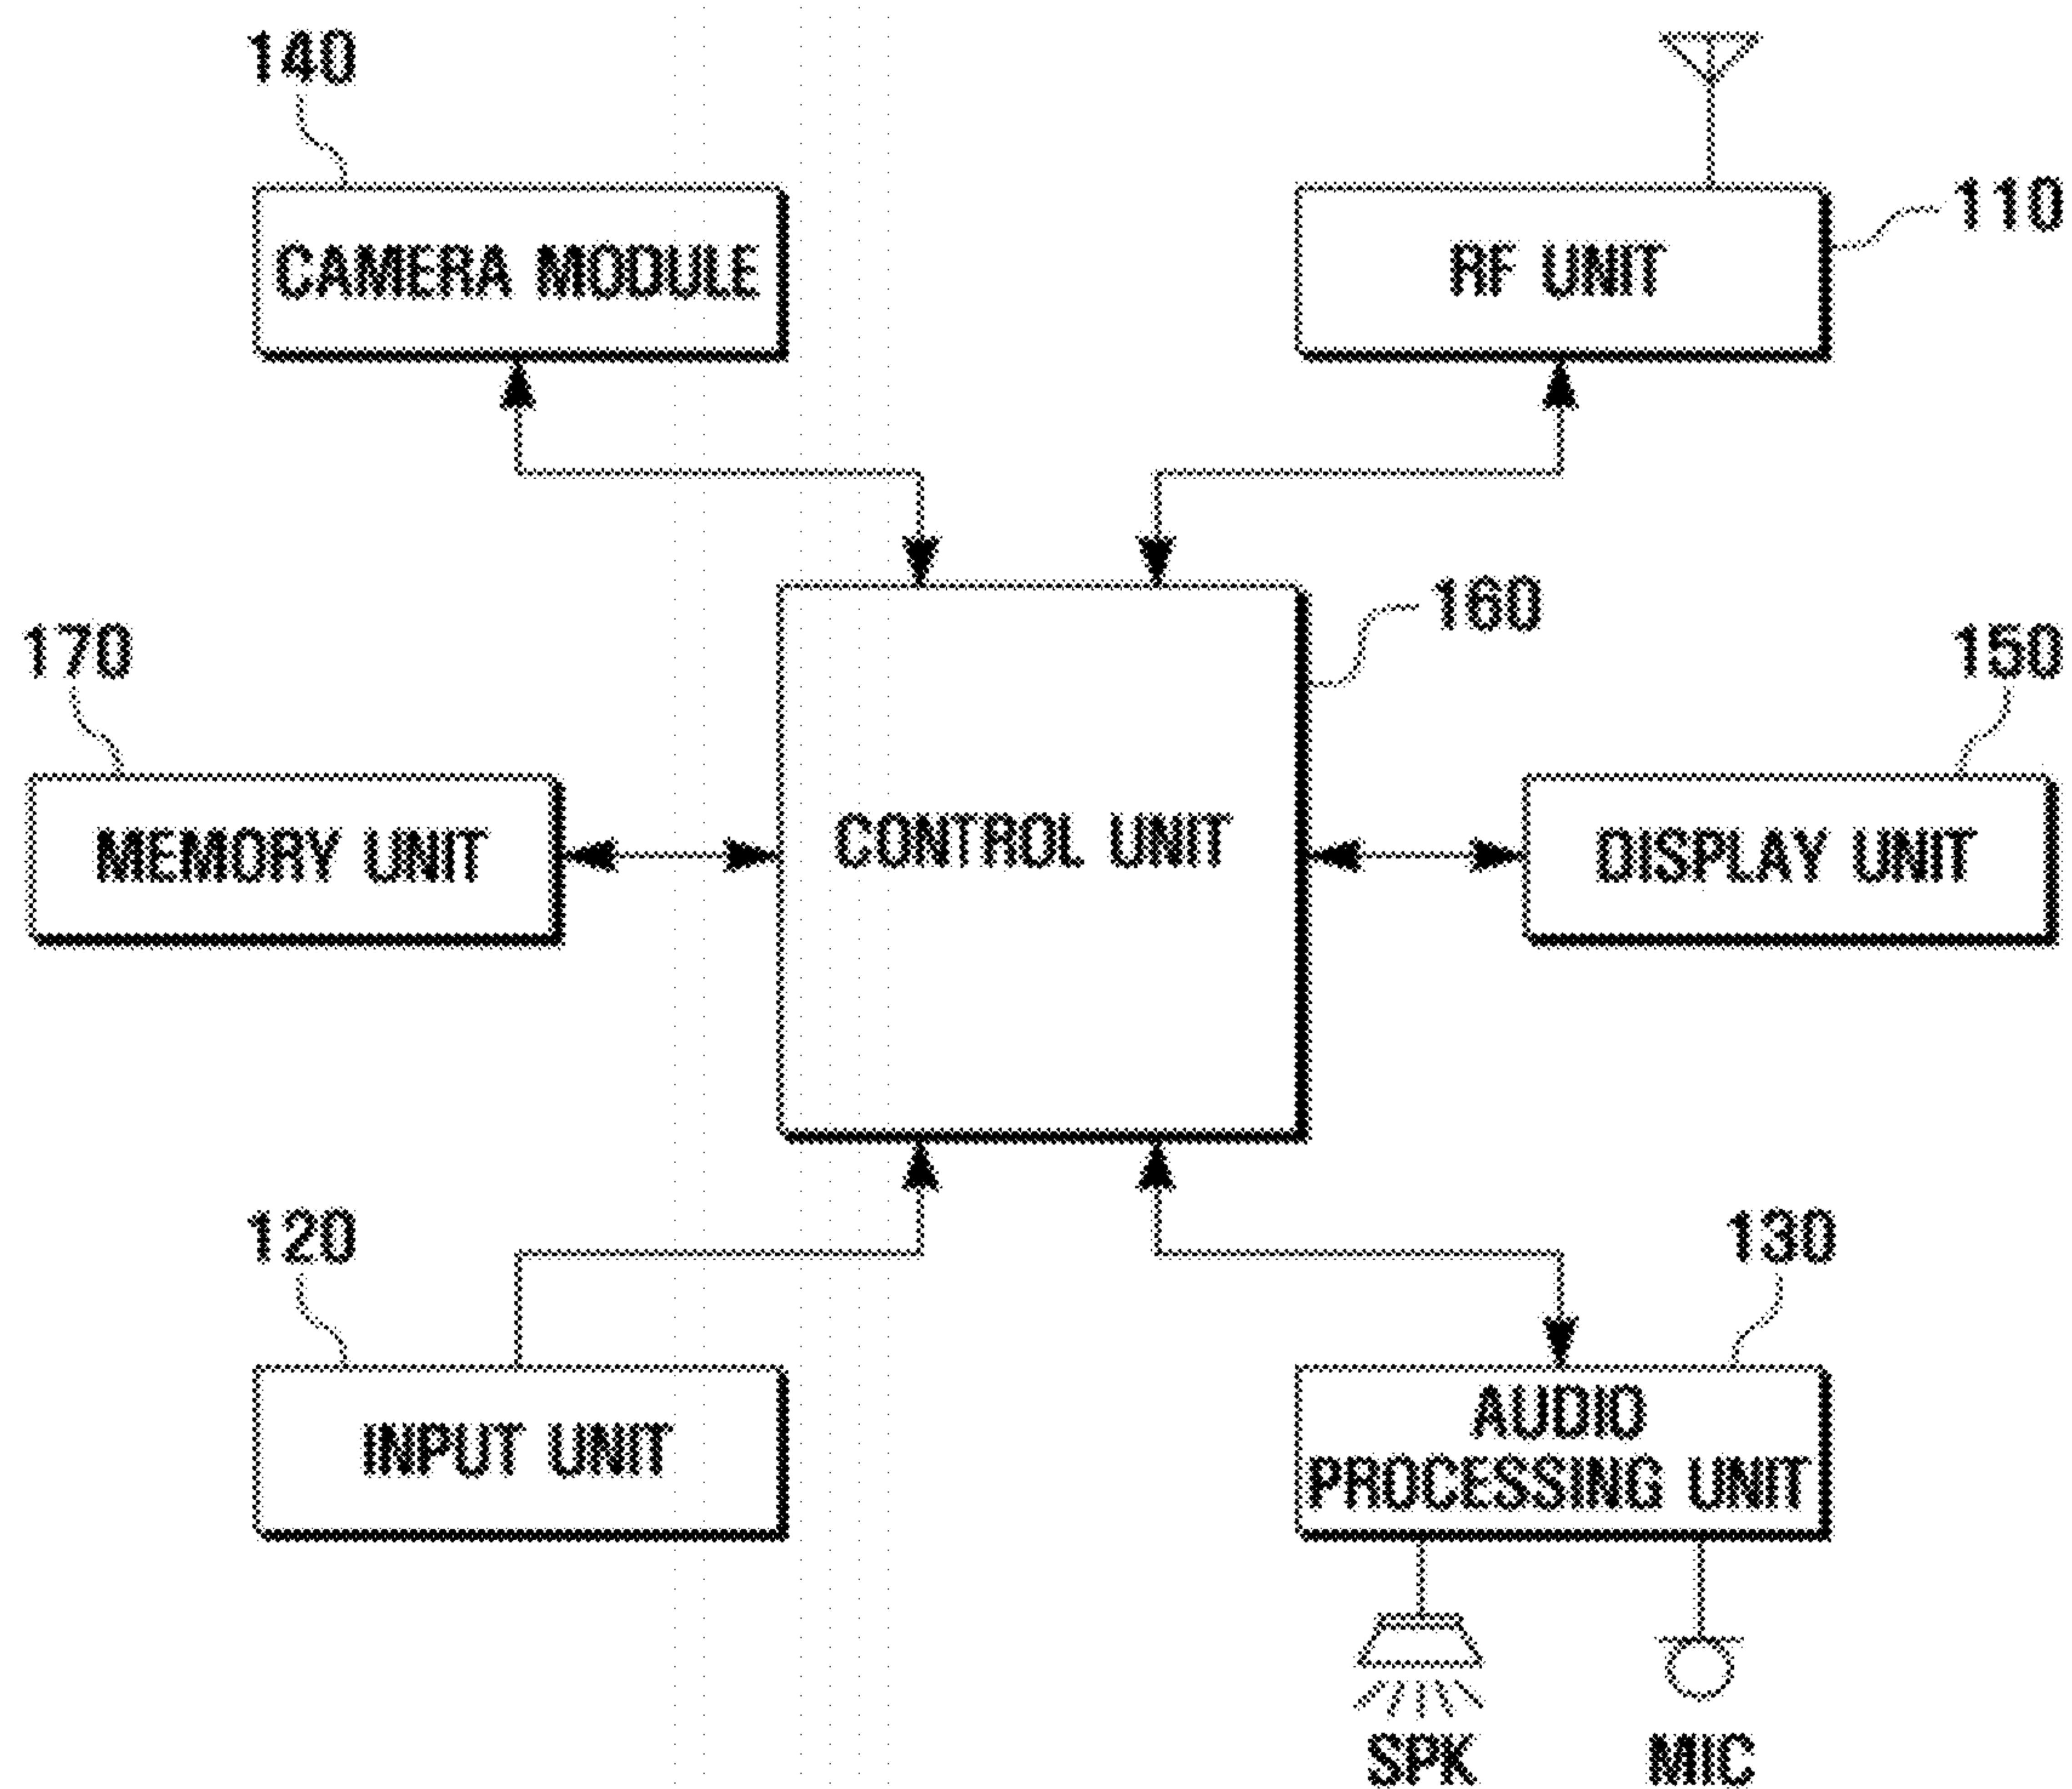 140
110
CAMERA MODULE
RF UNIT
160
170
150
MEMORY UNIT
CONTROL UNIT
DISPLAY UNIT
120
130
INPUT UNIT
AUDIO
PROCESSING UNIT
SPK
MIC